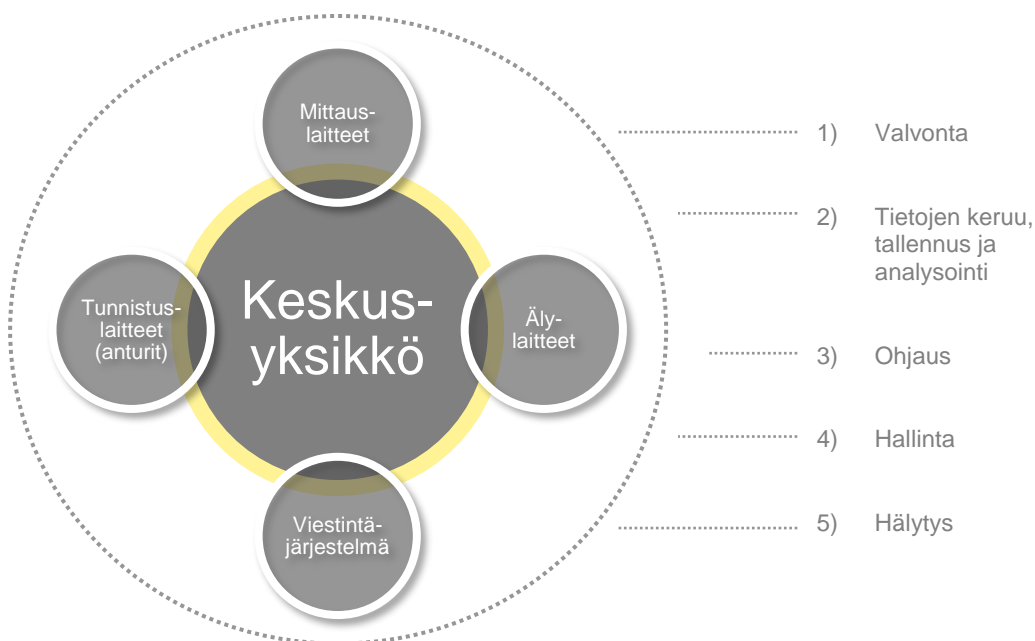 Mittaus-
laitteet
Tunnistus-
laitteet
(anturit)
Keskus-
yksikkö
Äly-
laitteet
Viestintä-
järjestelmä
1) Valvonta
2) Tietojen keruu,
tallennus ja
analysointi
3) Ohjaus
4) Hallinta
5) Hälytys